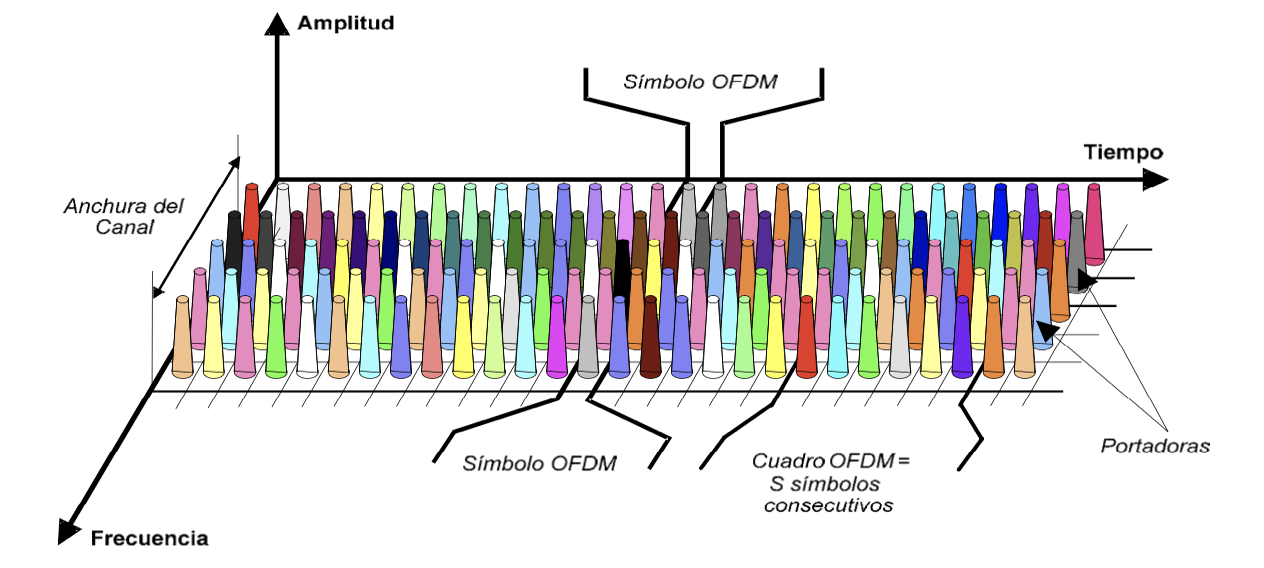 Amplitud
Símbolo OFDM
Tiempo
Anchura del
Canal
Portadoras
Símbolo OFDM
Cuadro OFDM =
S símbolos
consecutivos
Frecuencia